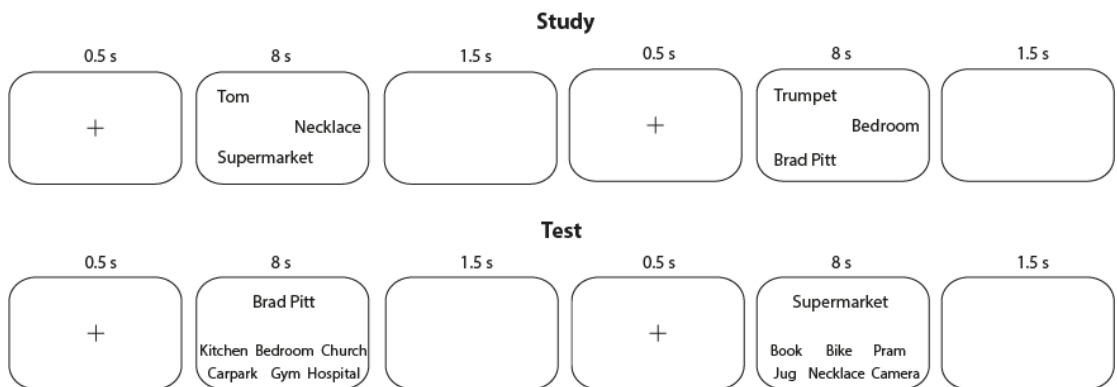 Study
0.5 s 8 s 1.5 s 0.5 s 8 s 1.5 s
Tom
Necklace
Supermarket
Trumpet
Bedroom
Brad Pitt
Test
0.5 s 8 s 1.5 s 0.5 s 8 s 1.5 s
Brad Pitt
Kitchen Bedroom Church
Carpark Gym Hospital
Supermarket
Book Bike Pram
Jug Necklace Camera